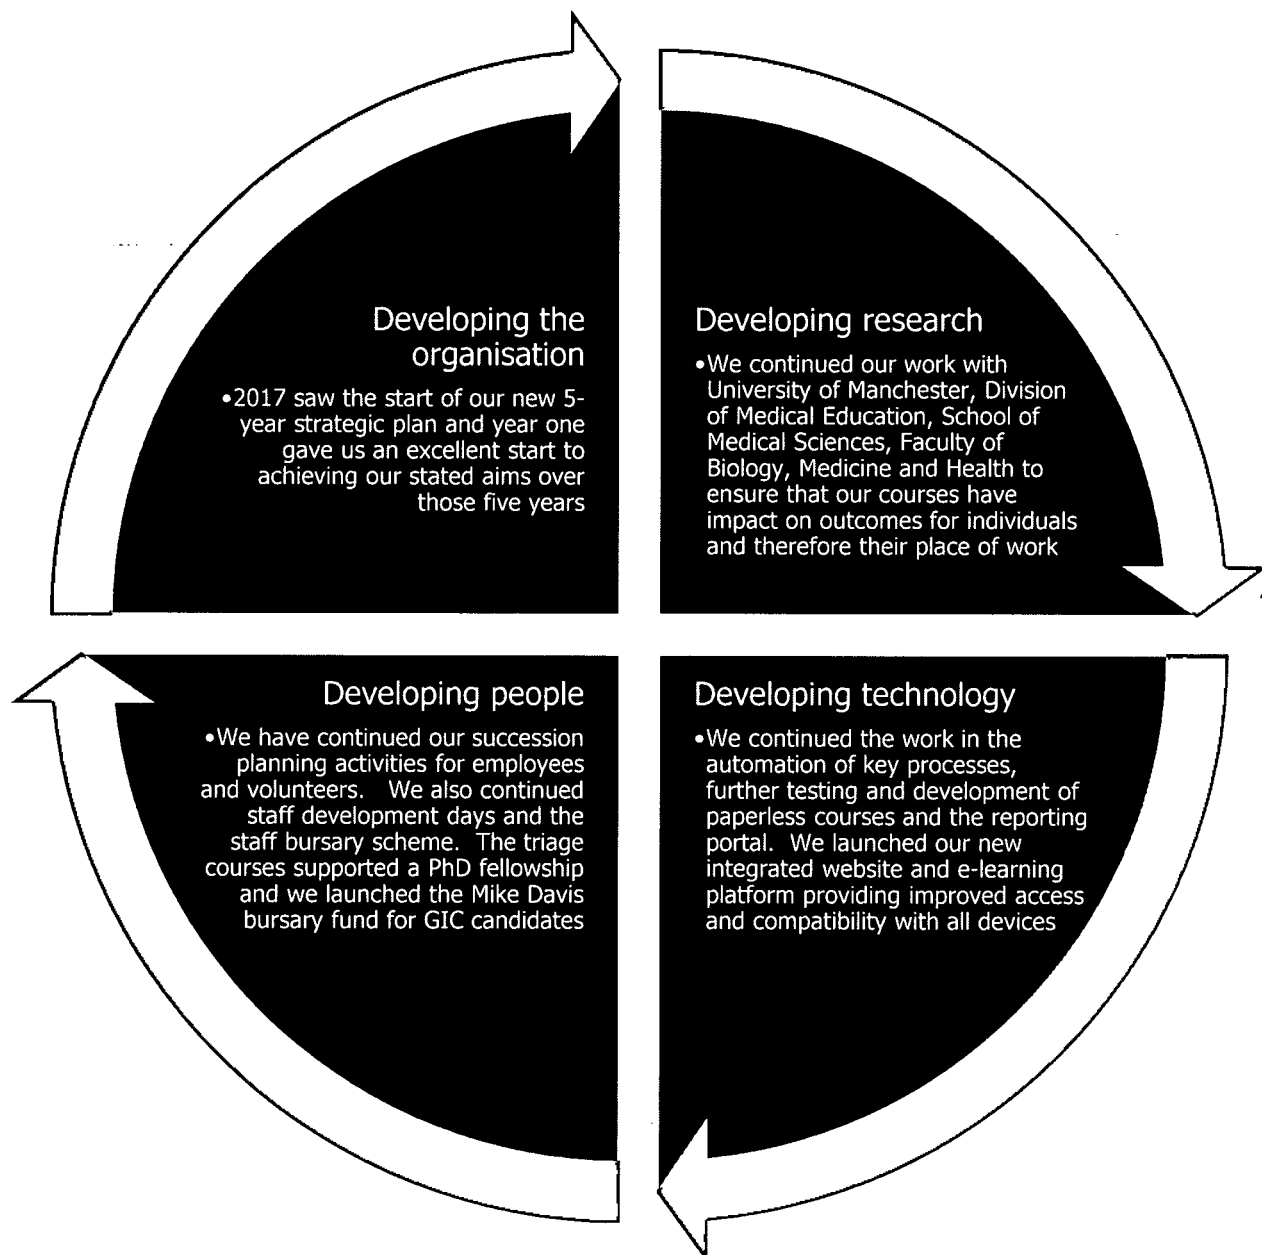 Developing the
organisation
•2017 saw the start of our new 5-
year strategic plan and year one
gave us an excellent start to
achieving our stated aims over
those five years
Developing research
•We continued our work with
University of Manchester, Division
of Medical Education, School of
Medical Sciences, Faculty of
Biology, Medicine and Health to
ensure that our courses have
impact on outcomes for individuals
and therefore their place of work
Developing people
•We have continued our succession
planning activities for employees
and volunteers. We also continued
staff development days and the
staff bursary scheme. The triage
courses supported a PhD fellowship
and we launched the Mike Davis
bursary fund for GIC candidates
Developing technology
•We continued the work in the
automation of key processes,
further testing and development of
paperless courses and the reporting
portal. We launched our new
integrated website and e-learning
platform providing improved access
and compatibility with all devices